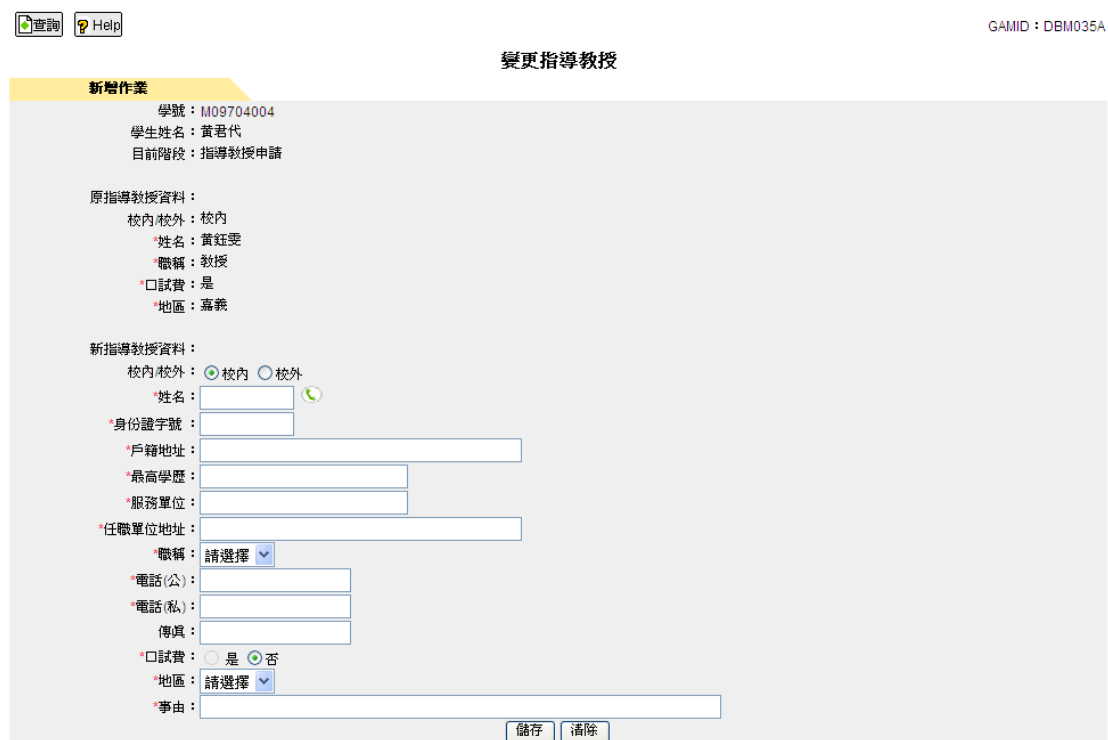 查詢 Help GAMID：DBM035A
變更指導教授
新增作業
學號：M09704004
學生姓名：黃君代
目前階段：指導教授申請
原指導教授資料：
校內/校外：校內
*姓名：黃鈺雯
*職稱：教授
*口試費：是
*地區：嘉義
新指導教授資料：
校內/校外：校內 校外
*姓名：
*身份證字號：
*戶籍地址：
*最高學歷：
*服務單位：
*任職單位地址：
*職稱：請選擇
*電話(公)：
*電話(私)：
傳真：
*口試費：是 否
*地區：請選擇
*事由：
儲存 清除